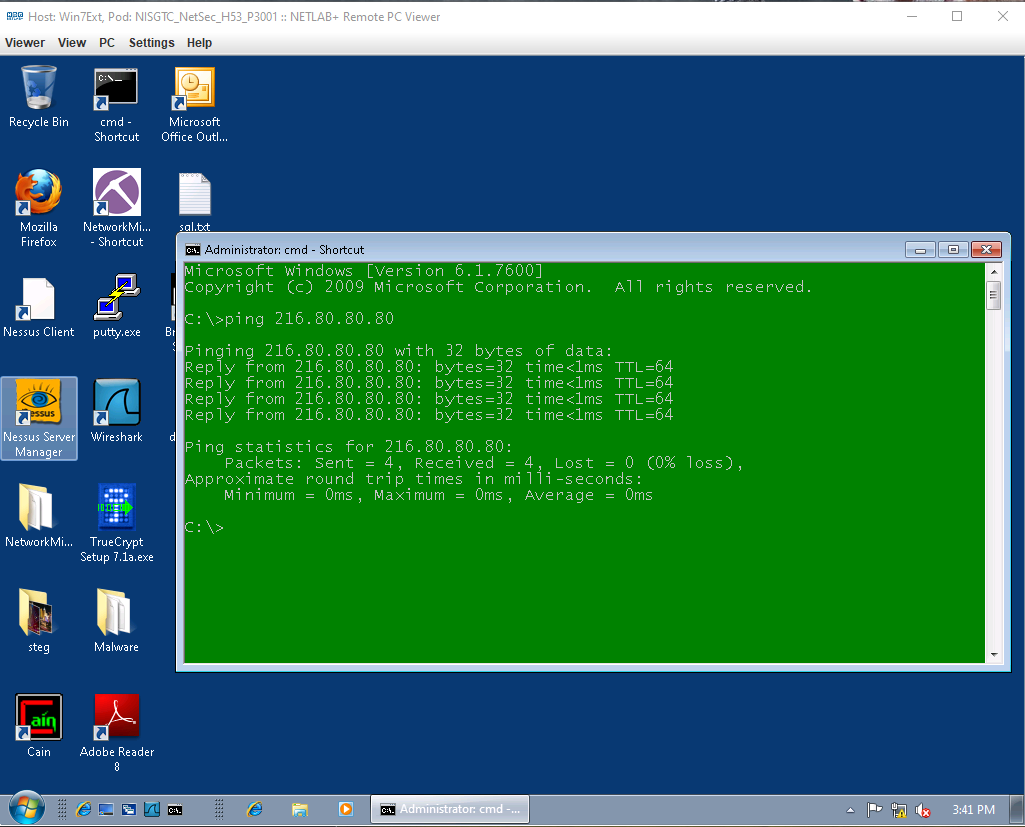 Host: Win7Ext, Pod: NISGTC_NetSec_H53_P3001 :: NETLAB+ Remote PC Viewer
Viewer View PC Settings Help
Recycle Bin
cmd -
Shortcut
Microsoft
Office Outl...
Mozilla
Firefox
NetworkMi...
- Shortcut
sql.txt
Nessus Client
putty.exe
Nessus Server
Manager
Wireshark
NetworkMi...
TrueCrypt
Setup 7.1a.exe
steg
Malware
Cain
Adobe Reader
8
Administrator: cmd - Shortcut
Microsoft Windows [Version 6.1.7600]
Copyright (c) 2009 Microsoft Corporation.  All rights reserved.
C:\>ping 216.80.80.80
Pinging 216.80.80.80 with 32 bytes of data:
Reply from 216.80.80.80: bytes=32 time<1ms TTL=64
Reply from 216.80.80.80: bytes=32 time<1ms TTL=64
Reply from 216.80.80.80: bytes=32 time<1ms TTL=64
Reply from 216.80.80.80: bytes=32 time<1ms TTL=64
Ping statistics for 216.80.80.80:
Packets: Sent = 4, Received = 4, Lost = 0 (0% loss),
Approximate round trip times in milli-seconds:
Minimum = 0ms, Maximum = 0ms, Average = 0ms
C:\>
Administrator: cmd -...
3:41 PM